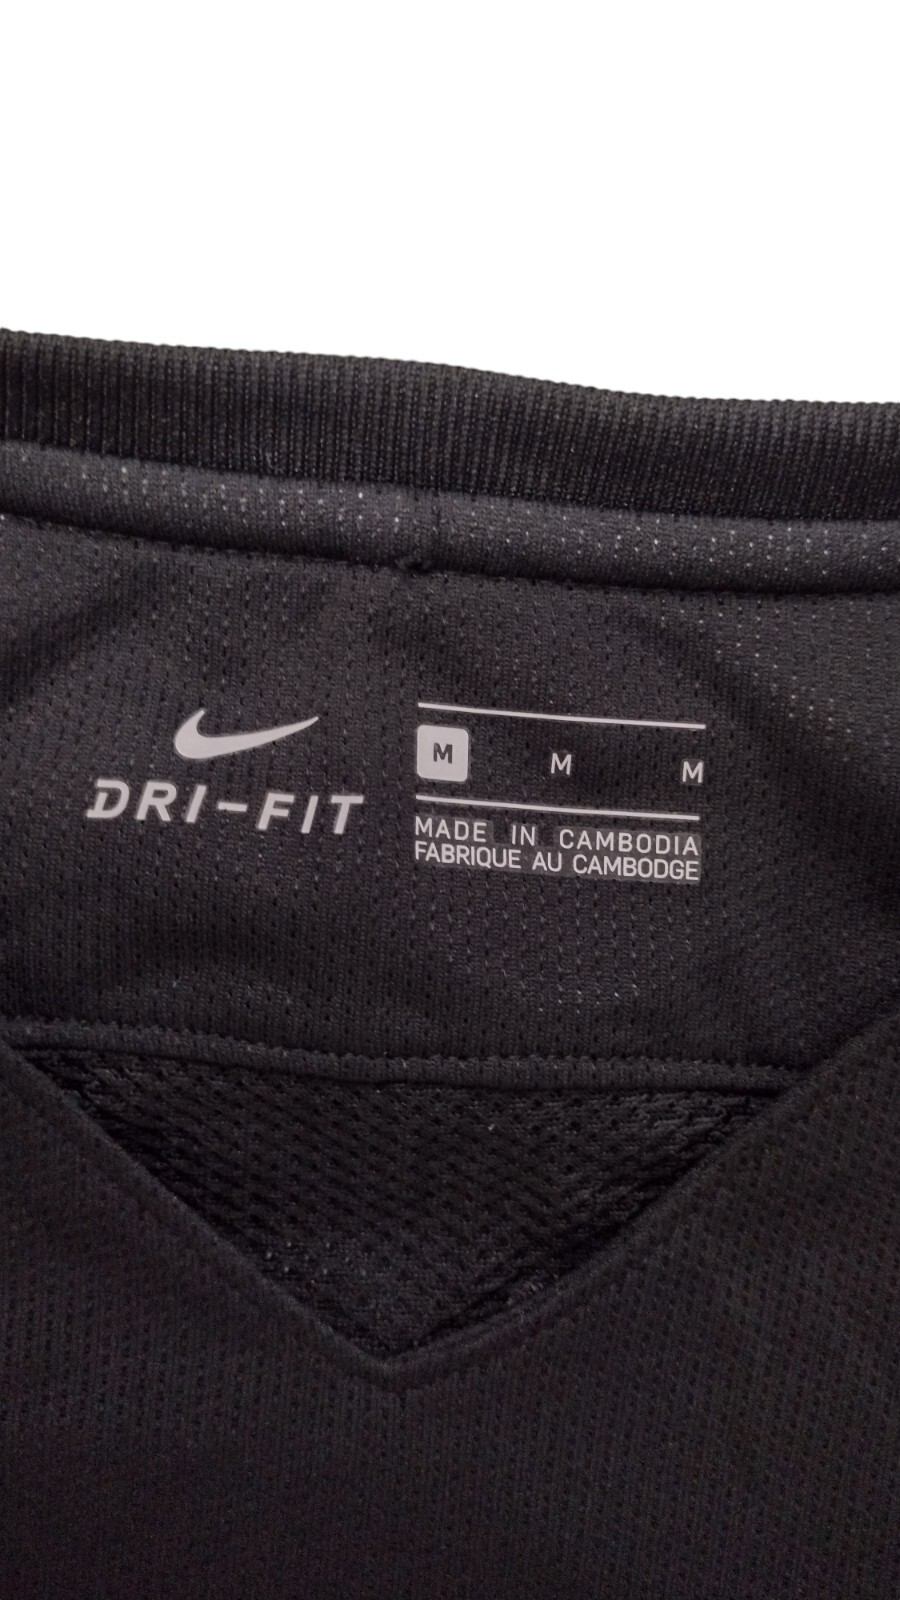 DRI-FIT
M M M
MADE IN CAMBODIA
FABRIQUE AU CAMBODGE